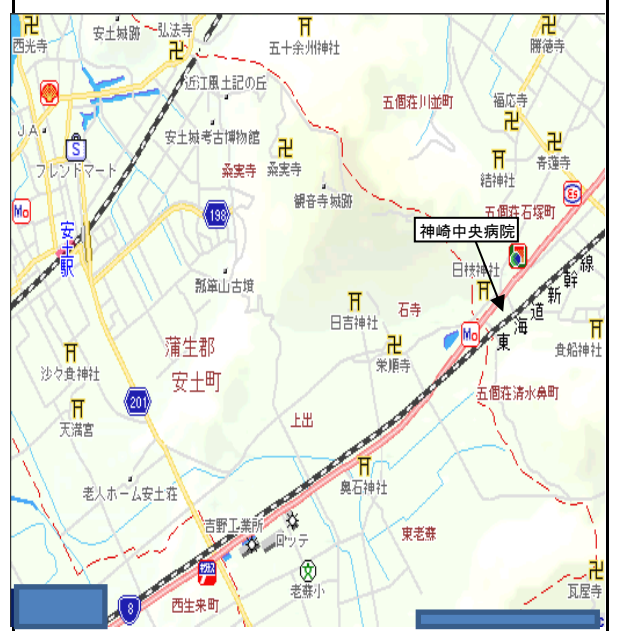 安土城跡
弘法寺
西光寺
五十余州神社
勝徳寺
近江風土記の丘
五個荘川並町
福応寺
JA
安土城考古博物館
S
フレンドマート
桑実寺
桑実寺
結神社
青蓮寺
観音寺城跡
Es
Mo
198
五個荘石塚町
安土駅
神崎中央病院
日枝神社
東海道新幹線
瓢箪山古墳
日吉神社
石寺
Mo
貴船神社
蒲生郡
安土町
沙々貴神社
栄順寺
201
五個荘清水鼻町
天満宮
上出
奥石神社
老人ホーム安土荘
吉野工業所
ロッテ
東老蘇
文
老蘇小
瓦屋寺
8
西生来町